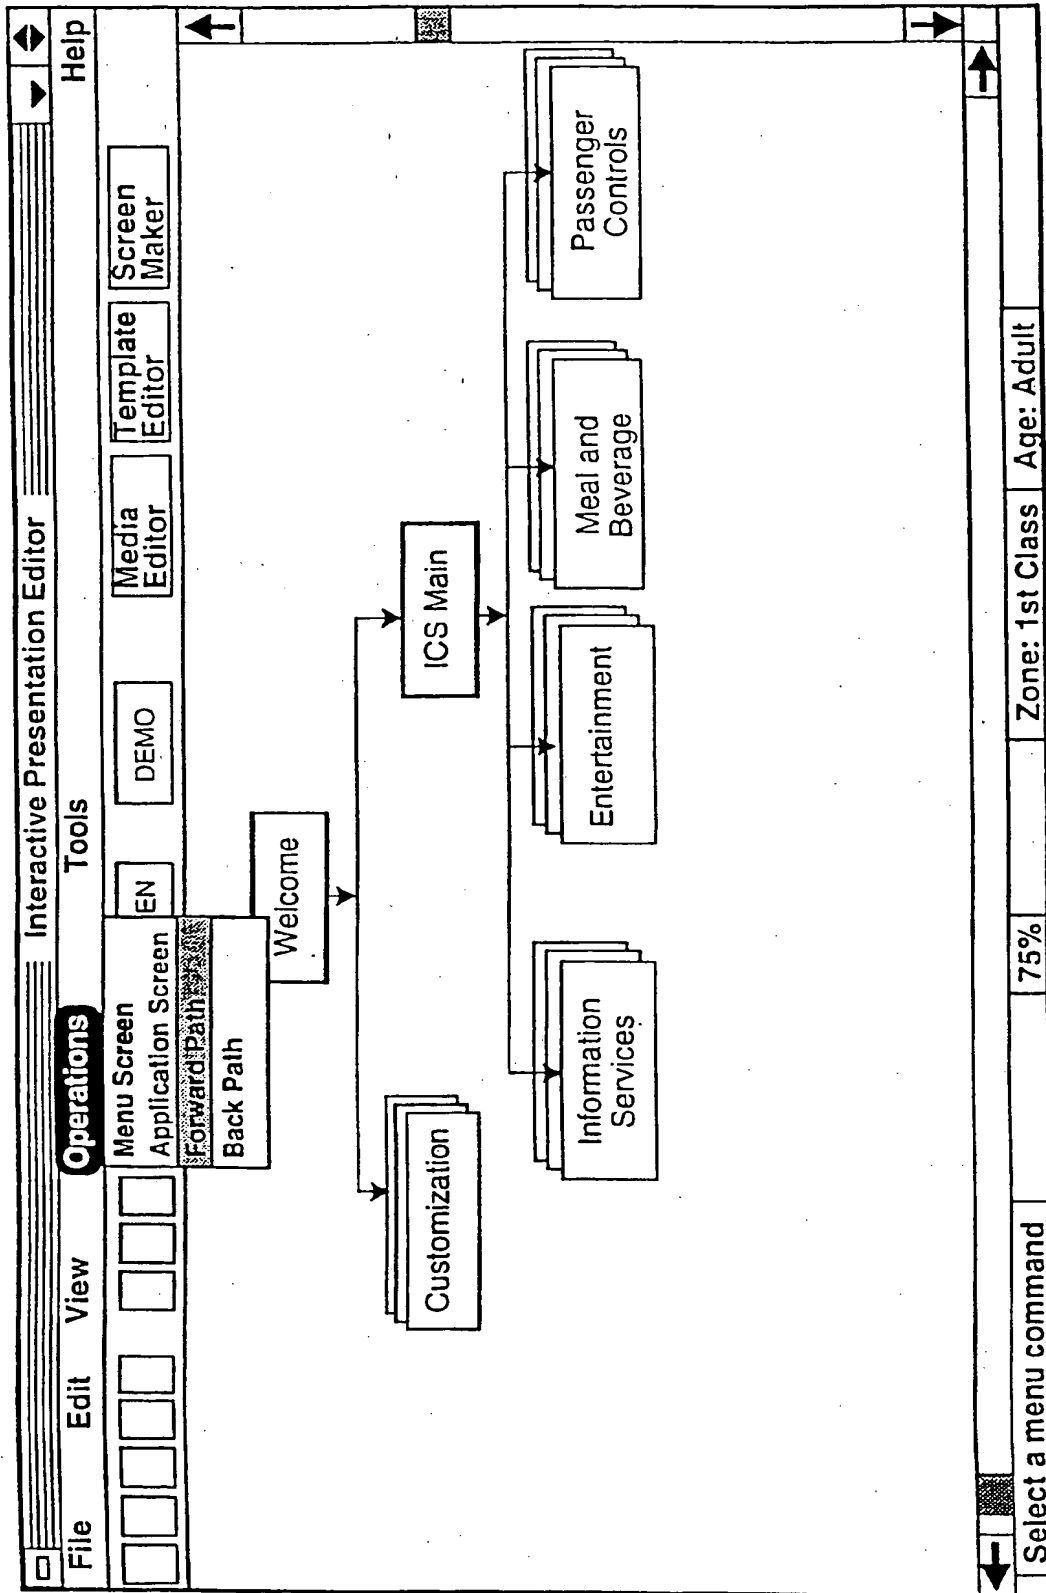 Interactive Presentation Editor
File Edit View Operations Tools Help
Menu Screen
Application Screen
Forward Path
Back Path
EN
DEMO
Media
Editor
Template
Editor
Screen
Maker
Welcome
Customization
ICS Main
Information
Services
Entertainment
Meal and
Beverage
Passenger
Controls
Select a menu command 75% Zone: 1st Class Age: Adult